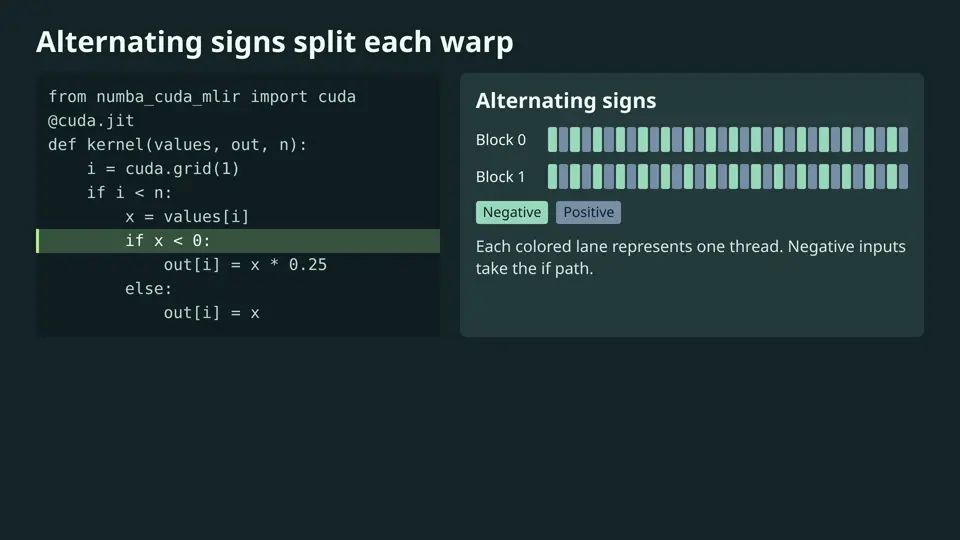 Alternating signs split each warp
from numba_cuda_mlir import cuda
@cuda.jit
def kernel(values, out, n):
    i = cuda.grid(1)
    if i < n:
        x = values[i]
        if x < 0:
            out[i] = x * 0.25
        else:
            out[i] = x
Alternating signs
Block 0
Block 1
Negative Positive
Each colored lane represents one thread. Negative inputs
take the if path.